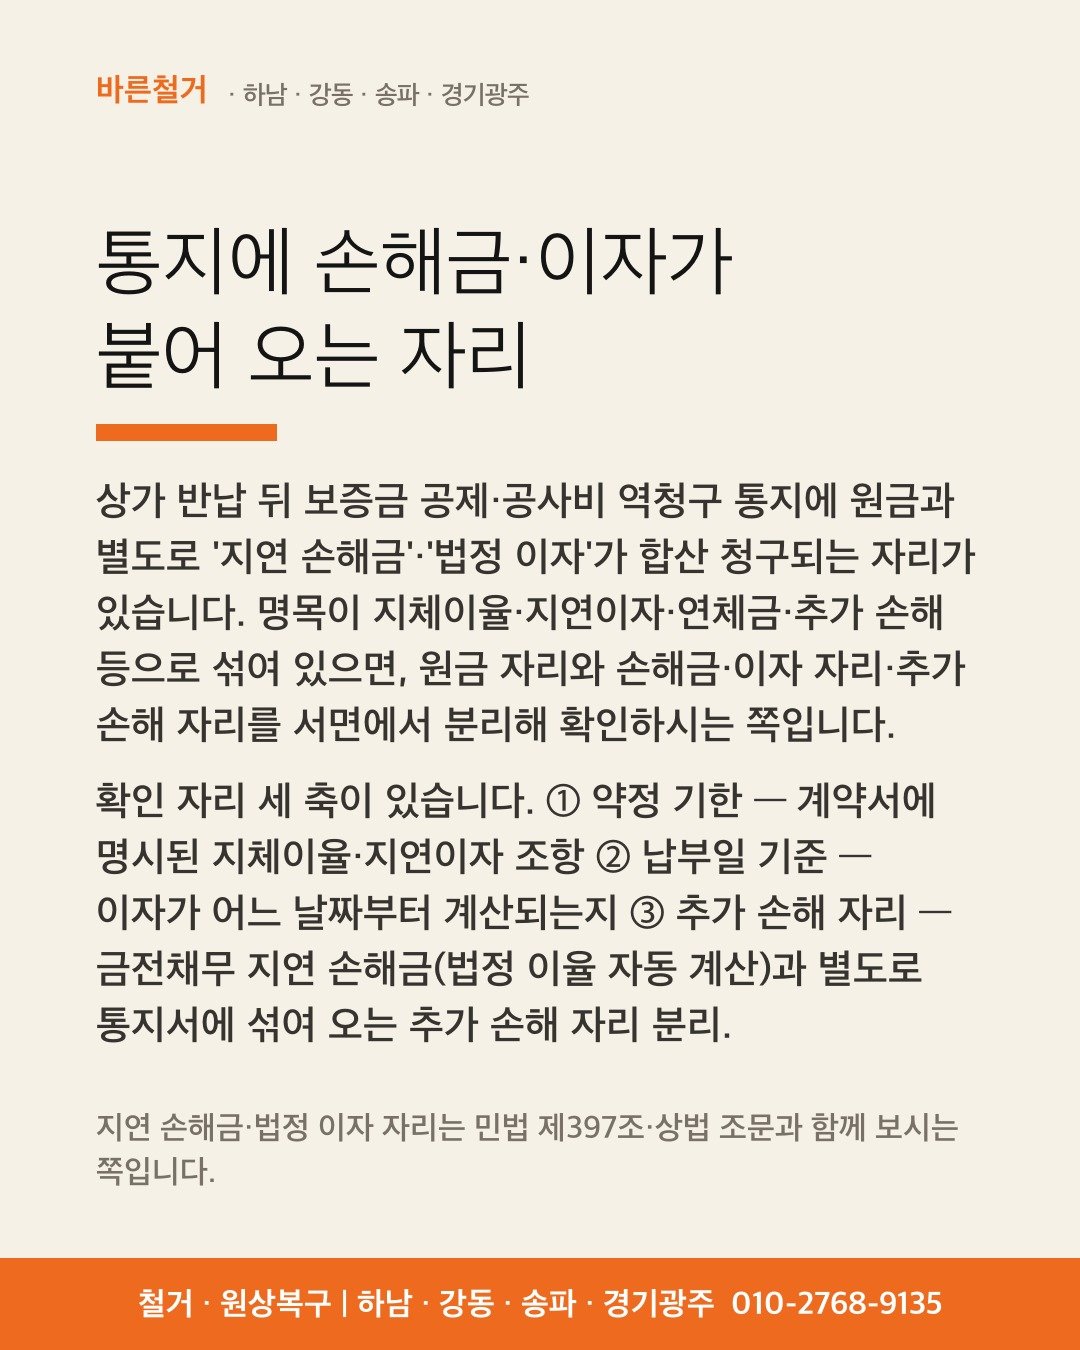 바른철거 · 하남 · 강동 · 송파 · 경기광주
통지에 손해금·이자가
붙어 오는 자리
상가 반납 뒤 보증금 공제·공사비 역청구 통지에 원금과
별도로 '지연 손해금'·'법정 이자'가 합산 청구되는 자리가
있습니다. 명목이 지체이율·지연이자·연체금·추가 손해
등으로 섞여 있으면, 원금 자리와 손해금·이자 자리·추가
손해 자리를 서면에서 분리해 확인하시는 쪽입니다.
확인 자리 세 축이 있습니다. ① 약정 기한 — 계약서에
명시된 지체이율·지연이자 조항 ② 납부일 기준 —
이자가 어느 날짜부터 계산되는지 ③ 추가 손해 자리 —
금전채무 지연 손해금(법정 이율 자동 계산)과 별도로
통지서에 섞여 오는 추가 손해 자리 분리.
지연 손해금·법정 이자 자리는 민법 제397조·상법 조문과 함께 보시는
쪽입니다.
철거 · 원상복구 | 하남 · 강동 · 송파 · 경기광주 010-2768-9135